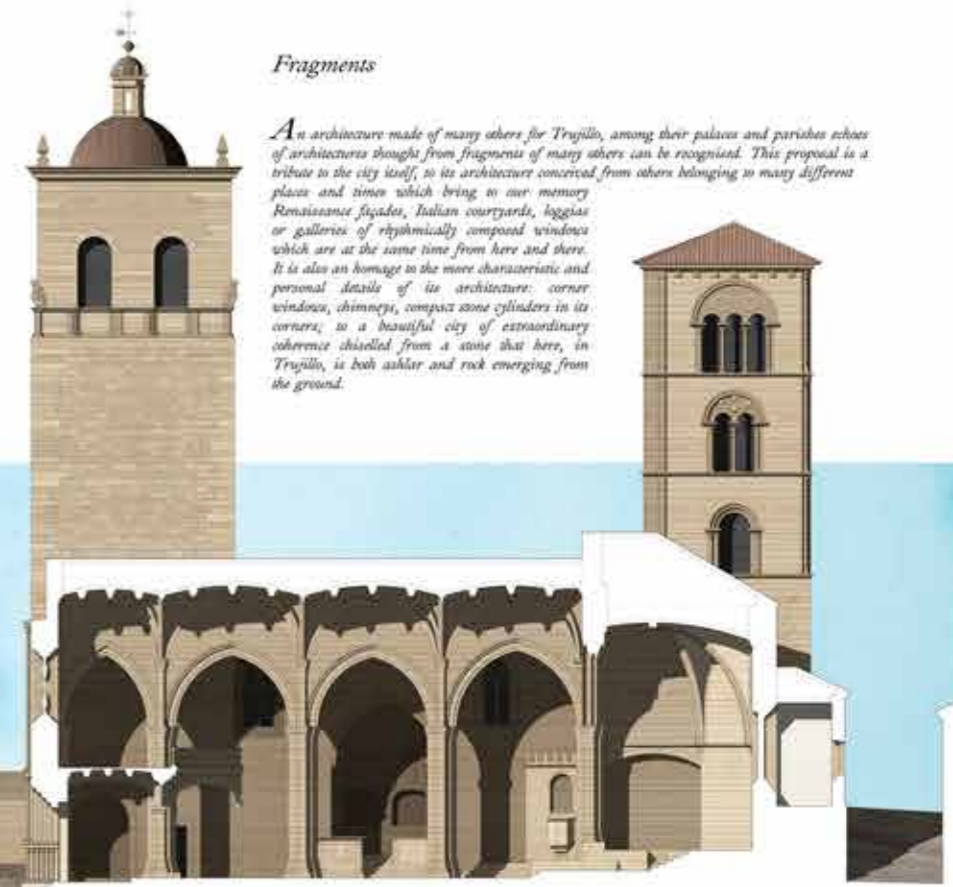 Fragments
An architecture made of many others for Trujillo, among their palaces and parishes echoes
of architectures thought from fragments of many others can be recognised. This proposal is a
tribute to the city itself, to its architecture conceived from others belonging to many different
places and times which bring to our memory
Renaissance façades, Italian courtyards, loggias
or galleries of rhythmically composed windows
which are at the same time from here and there.
It is also an homage to the more characteristic and
personal details of its architecture: corner
windows, chimneys, compact stone cylinders in its
corners; to a beautiful city of extraordinary
coherence chiselled from a stone that here, in
Trujillo, is both ashlar and rock emerging from
the ground.